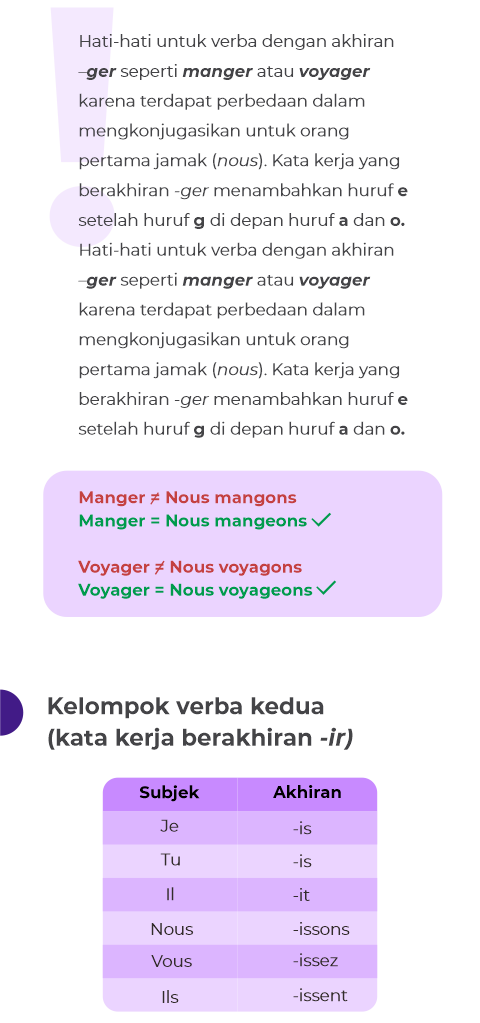 Hati-hati untuk verba dengan akhiran
–ger seperti manger atau voyager
karena terdapat perbedaan dalam
mengkonjugasikan untuk orang
pertama jamak (nous). Kata kerja yang
berakhiran -ger menambahkan huruf e
setelah huruf g di depan huruf a dan o.
Hati-hati untuk verba dengan akhiran
–ger seperti manger atau voyager
karena terdapat perbedaan dalam
mengkonjugasikan untuk orang
pertama jamak (nous). Kata kerja yang
berakhiran -ger menambahkan huruf e
setelah huruf g di depan huruf a dan o.
Manger ≠ Nous mangons
Manger = Nous mangeons ✓
Voyager ≠ Nous voyagons
Voyager = Nous voyageons ✓
Kelompok verba kedua
(kata kerja berakhiran -ir)
Subjek Akhiran
Je -is
Tu -is
Il -it
Nous -issons
Vous -issez
Ils -issent